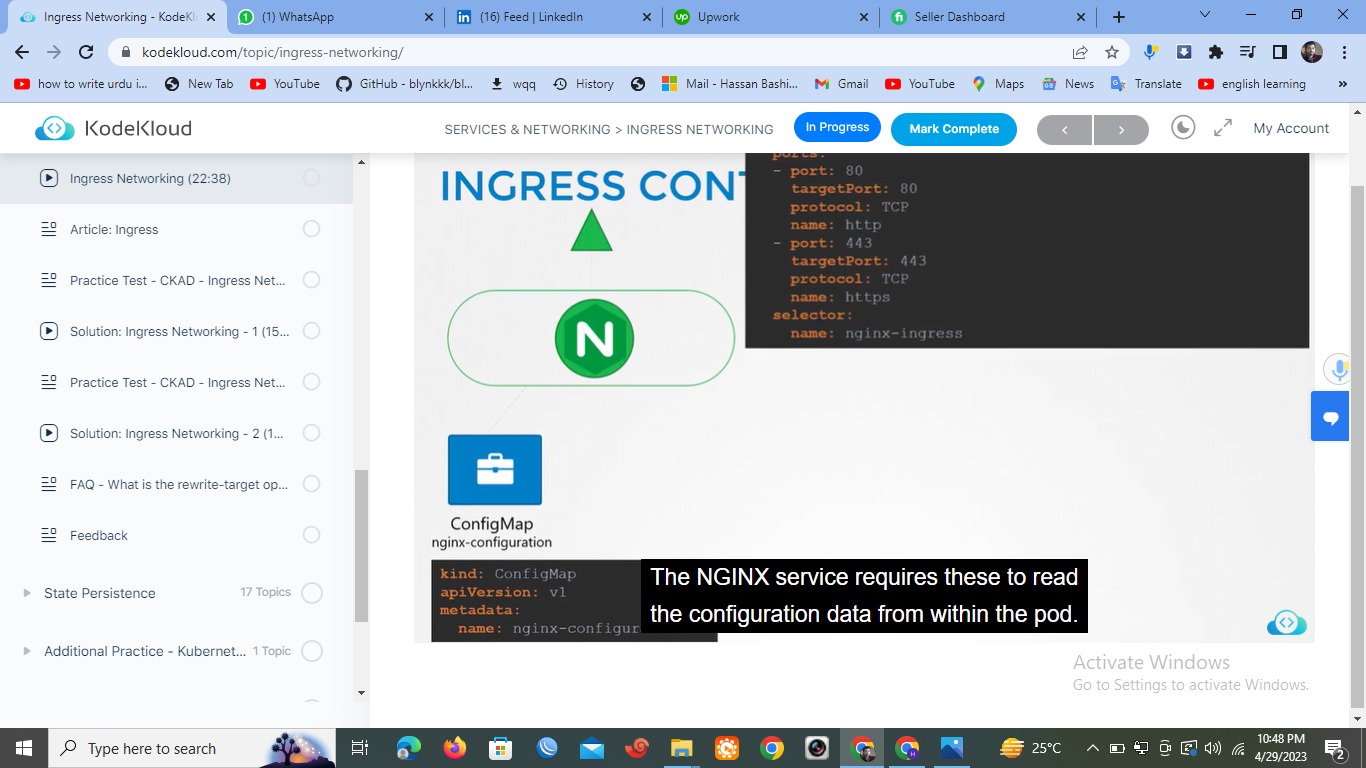 Ingress Networking - KodeKl
(1) WhatsApp
(16) Feed | LinkedIn
Upwork
Seller Dashboard
kodekloud.com/topic/ingress-networking/
how to write urdu i...
New Tab
YouTube
GitHub - blynkkk/bl...
wqq
History
Mail - Hassan Bashi...
Gmail
YouTube
Maps
News
Translate
english learning
KodeKloud
SERVICES & NETWORKING > INGRESS NETWORKING
In Progress
Mark Complete
My Account
Ingress Networking (22:38)
Article: Ingress
Practice Test - CKAD - Ingress Net...
Solution: Ingress Networking - 1 (15...
Practice Test - CKAD - Ingress Net...
Solution: Ingress Networking - 2 (1...
FAQ - What is the rewrite-target op...
Feedback
State Persistence
17 Topics
Additional Practice - Kubernet...
1 Topic
INGRESS CONT
ports:
- port: 80
targetPort: 80
protocol: TCP
name: http
- port: 443
targetPort: 443
protocol: TCP
name: https
selector:
name: nginx-ingress
N
ConfigMap
nginx-configuration
kind: ConfigMap
apiVersion: v1
metadata:
name: nginx-configur
The NGINX service requires these to read
the configuration data from within the pod.
Activate Windows
Go to Settings to activate Windows.
Type here to search
25°C
10:48 PM
4/29/2023
2